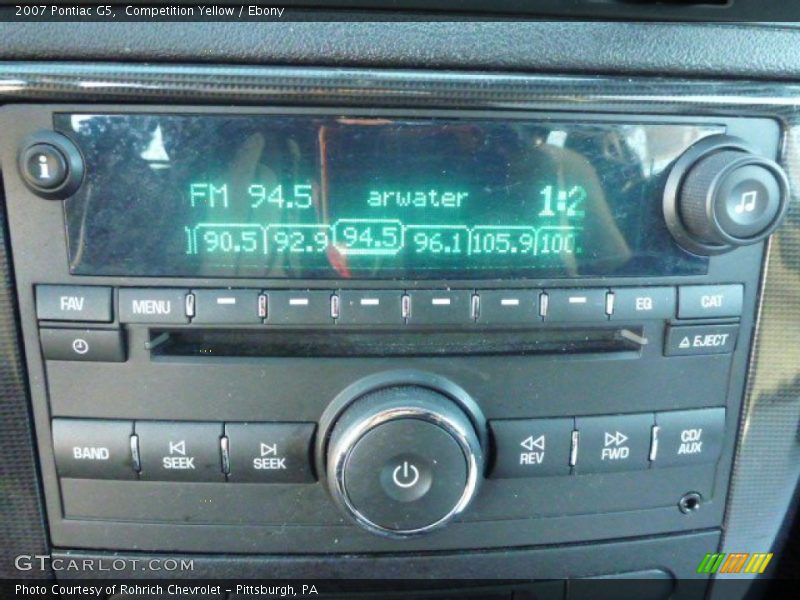 2007 Pontiac G5, Competition Yellow / Ebony
i
FM 94.5 arwater 1:2
90.5 92.9 94.5 96.1 105.9 100.
FAV MENU EQ CAT
EJECT
BAND SEEK SEEK REV FWD CD/
AUX
GTCARLOT.COM
Photo Courtesy of Rohrich Chevrolet - Pittsburgh, PA